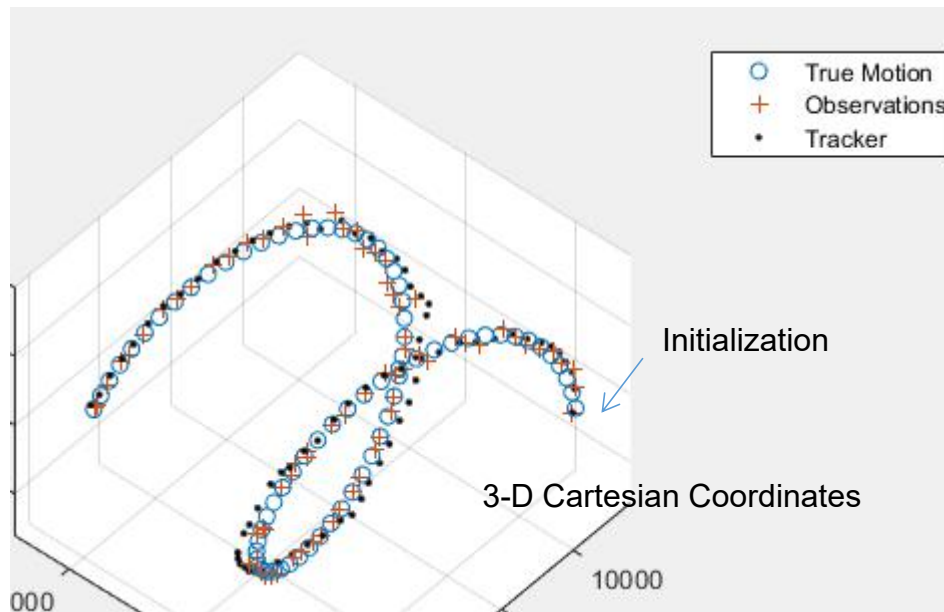 True Motion
Observations
Tracker
Initialization
3-D Cartesian Coordinates
10000
000